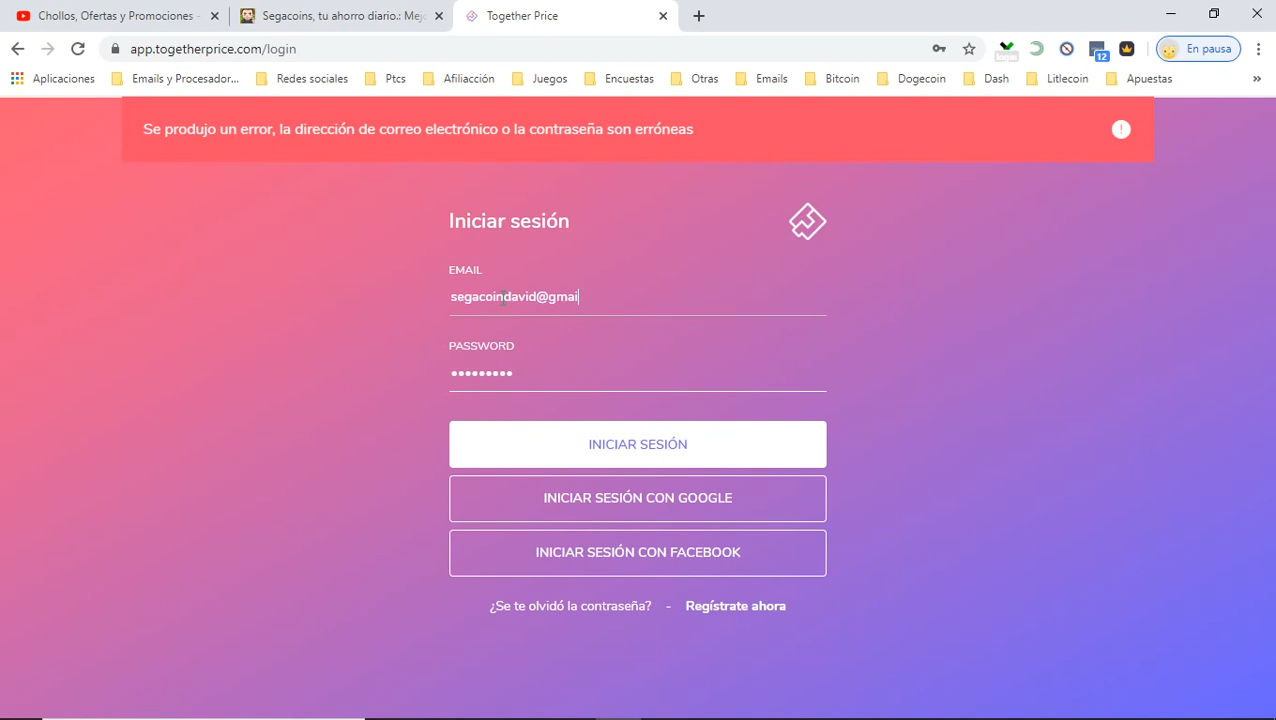 Chollos, Ofertas y Promociones -
Segacoins, tu ahorro diario.: Mejo
Together Price
app.togetherprice.com/login
12
En pausa
Aplicaciones
Emails y Procesador...
Redes sociales
Ptcs
Afiliacción
Juegos
Encuestas
Otras
Emails
Bitcoin
Dogecoin
Dash
Litlecoin
Apuestas
»
Se produjo un error, la dirección de correo electrónico o la contraseña son erróneas
Iniciar sesión
EMAIL
segacoindavid@gmai
PASSWORD
•••••••••
INICIAR SESIÓN
INICIAR SESIÓN CON GOOGLE
INICIAR SESIÓN CON FACEBOOK
¿Se te olvidó la contraseña? - Regístrate ahora